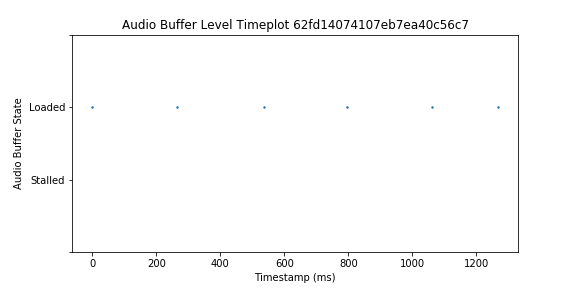 Audio Buffer Level Timeplot 62fd14074107eb7ea40c56c7
Audio Buffer State
Loaded
Stalled
0 200 400 600 800 1000 1200
Timestamp (ms)